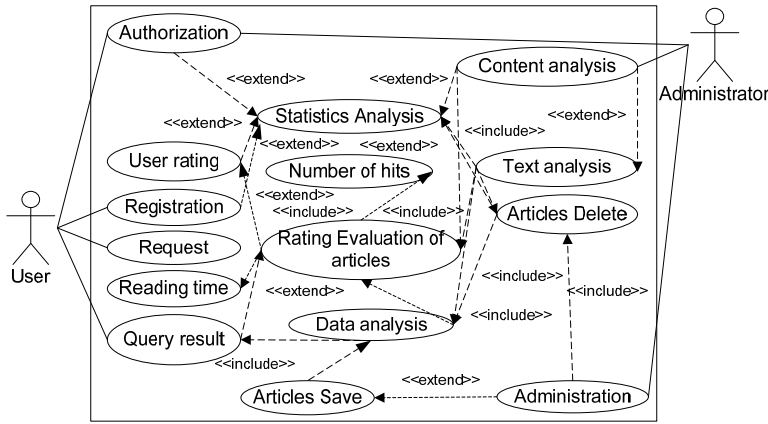 Authorization
Content analysis
Administrator
<<extend>>
<<extend>>
<<extend>>
Statistics Analysis
<<extend>>
<<include>>
<<extend>>
<<extend>>
User rating
Number of hits
Text analysis
<<extend>>
Registration
<<include>>
<<include>>
Articles Delete
Rating Evaluation of
articles
Request
User
Reading time
<<extend>>
<<include>>
<<include>>
Query result
Data analysis
<<include>>
<<include>>
<<extend>>
Articles Save
Administration